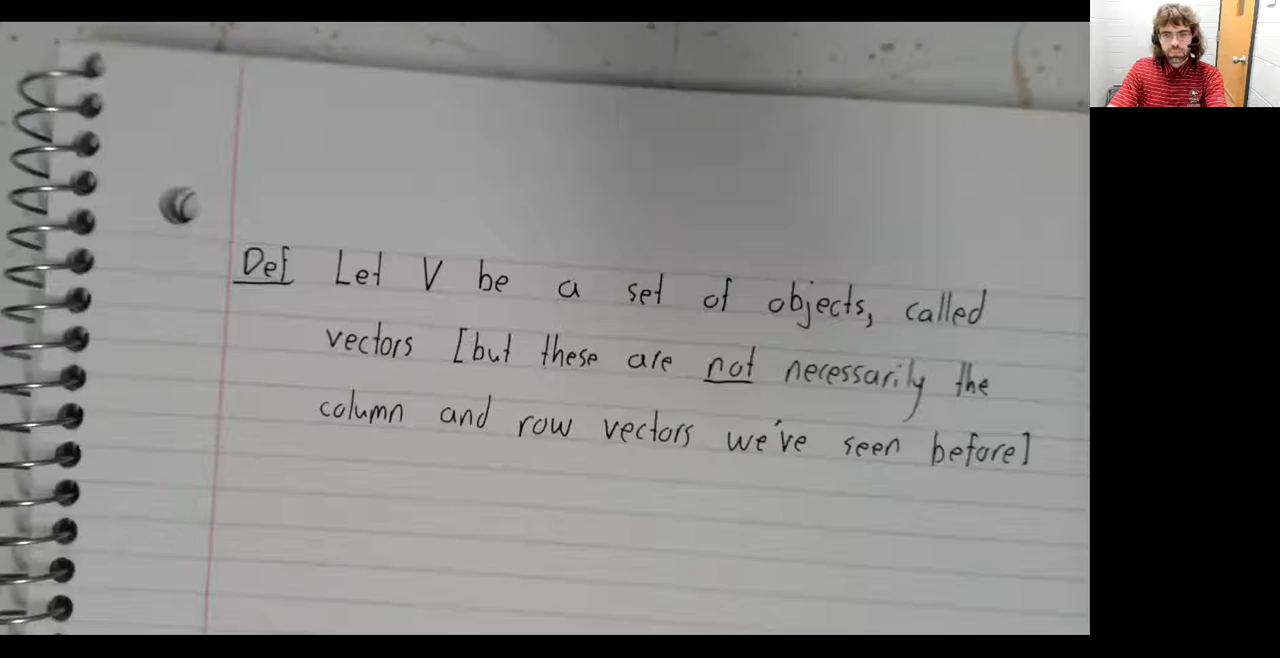 Def Let V be a set of objects, called
vectors [but these are not necessarily the
column and row vectors we've seen before]